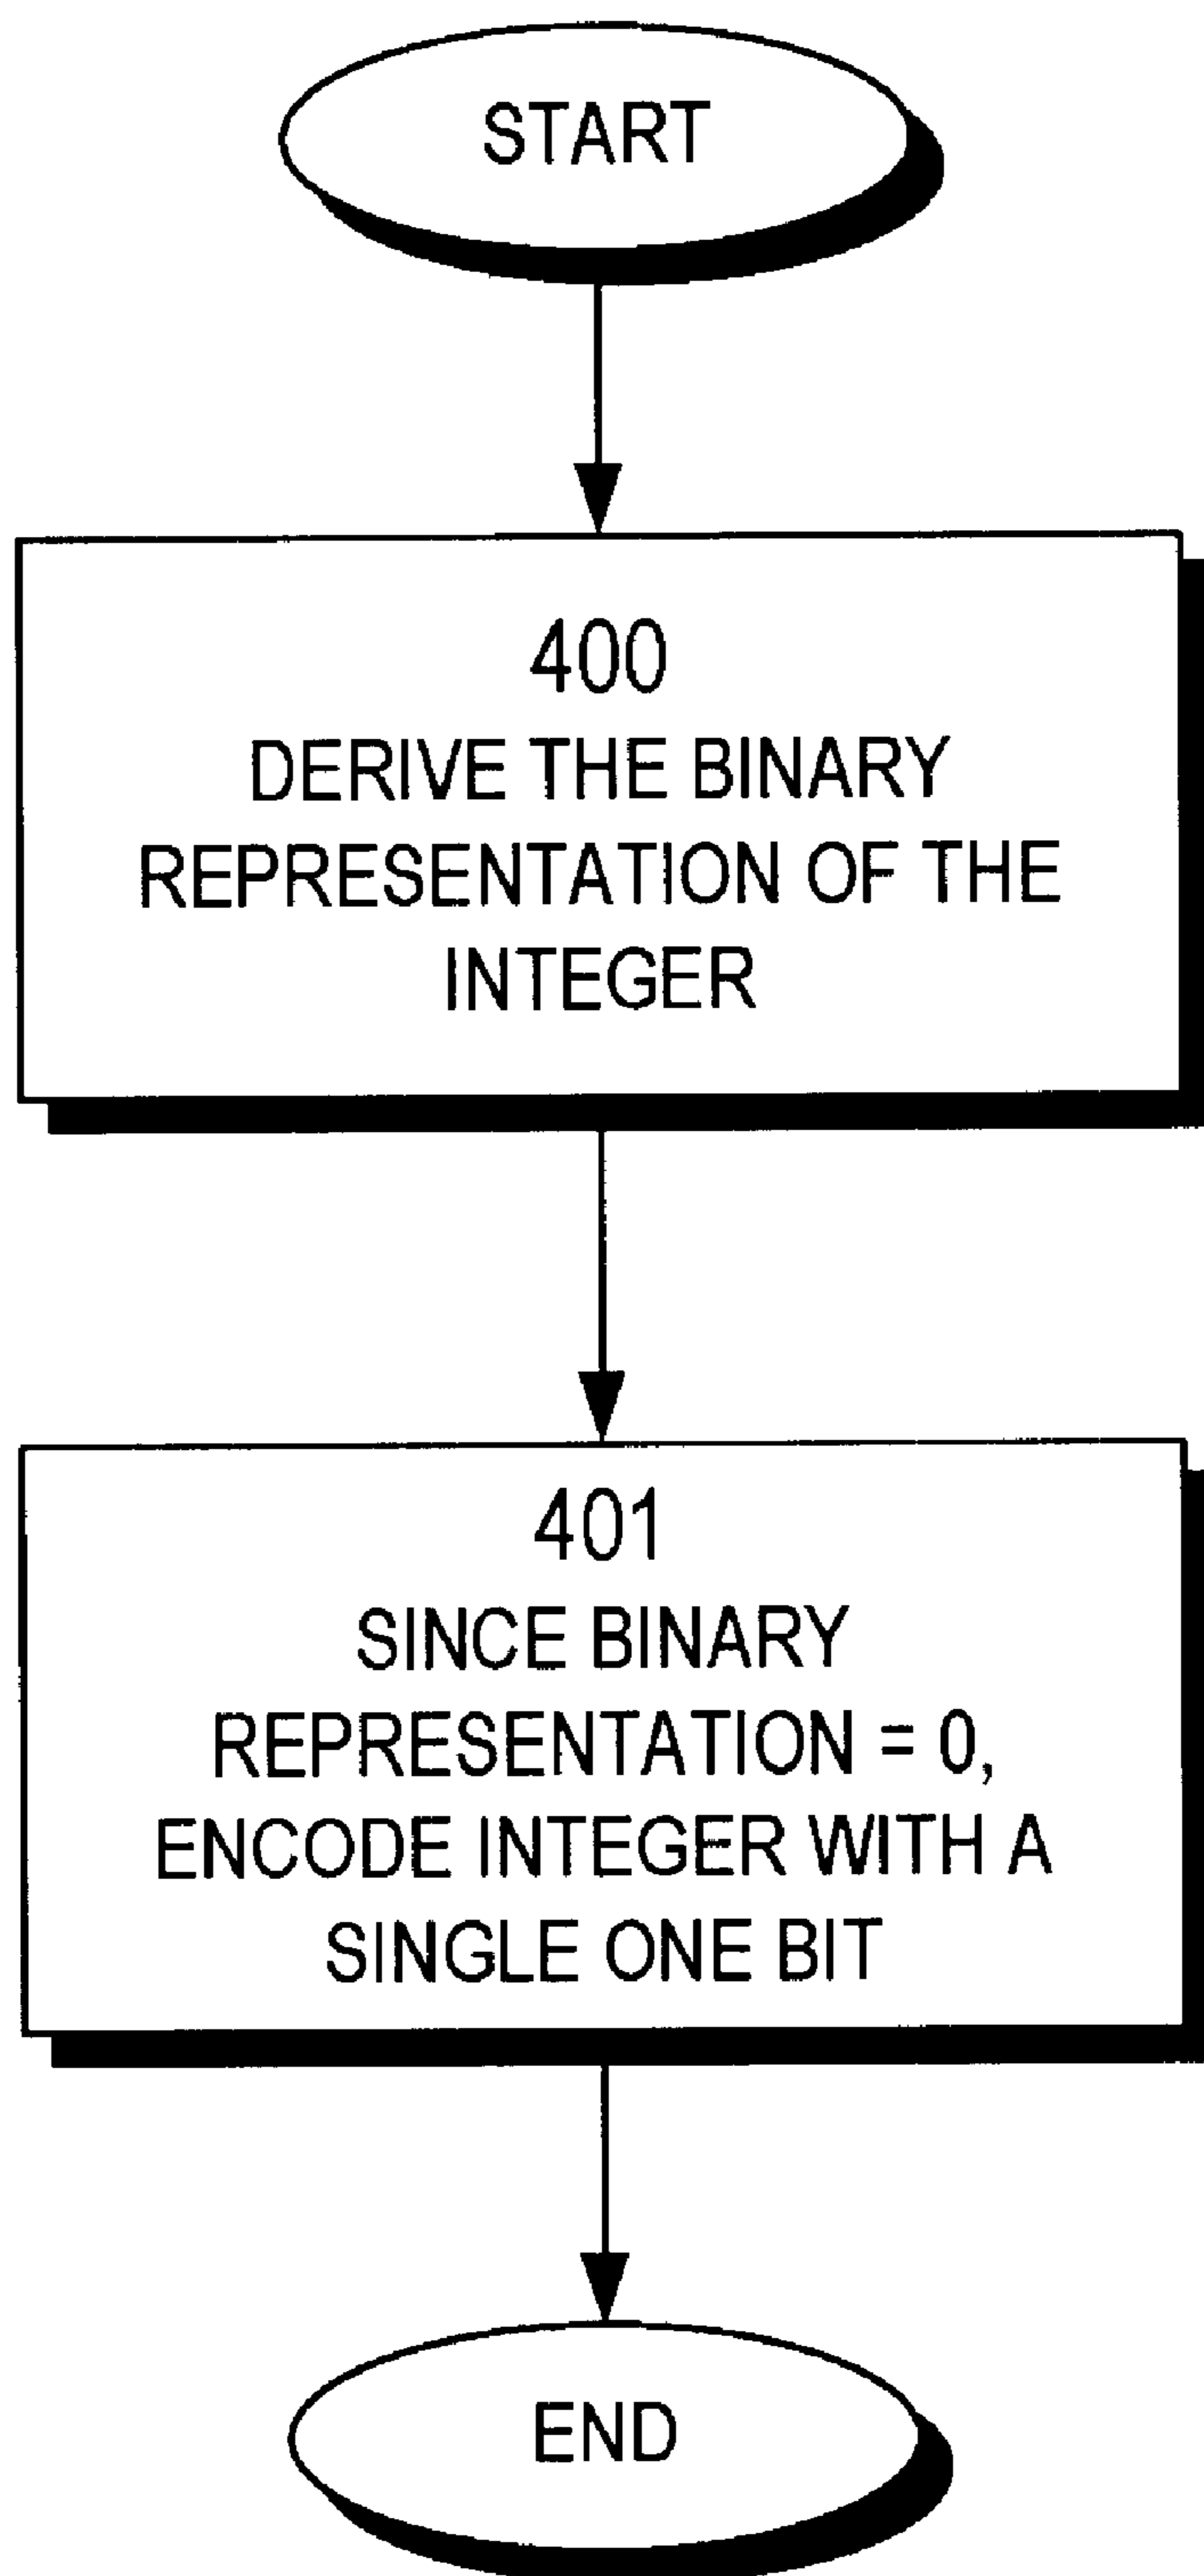 START
400
DERIVE THE BINARY
REPRESENTATION OF THE
INTEGER
401
SINCE BINARY
REPRESENTATION = 0,
ENCODE INTEGER WITH A
SINGLE ONE BIT
END